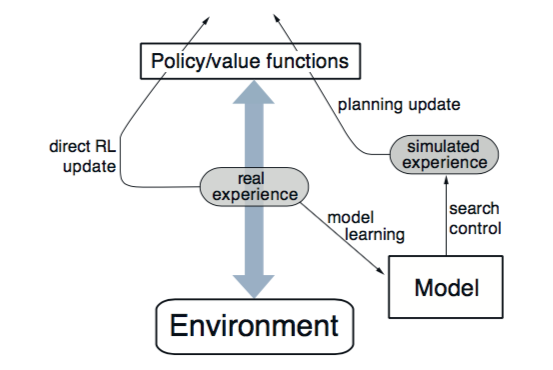 Policy/value functions
planning update
direct RL
update
simulated
experience
real
experience
search
control
model
learning
Model
Environment